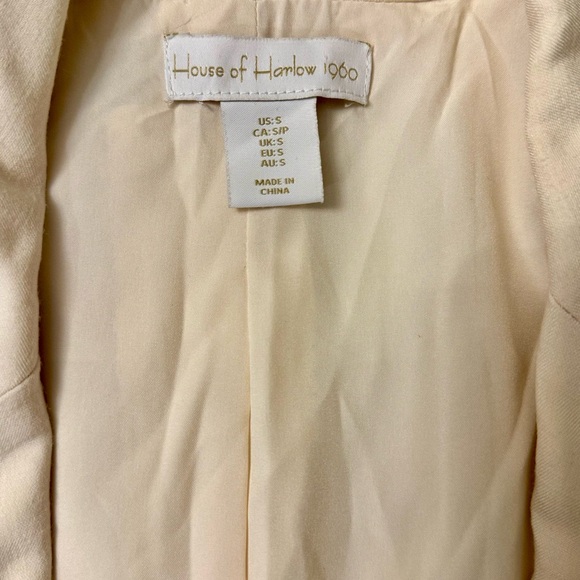 House of Harlow 1960
US: S
CA: S/P
UK: S
EU: S
AU: S
MADE IN
CHINA